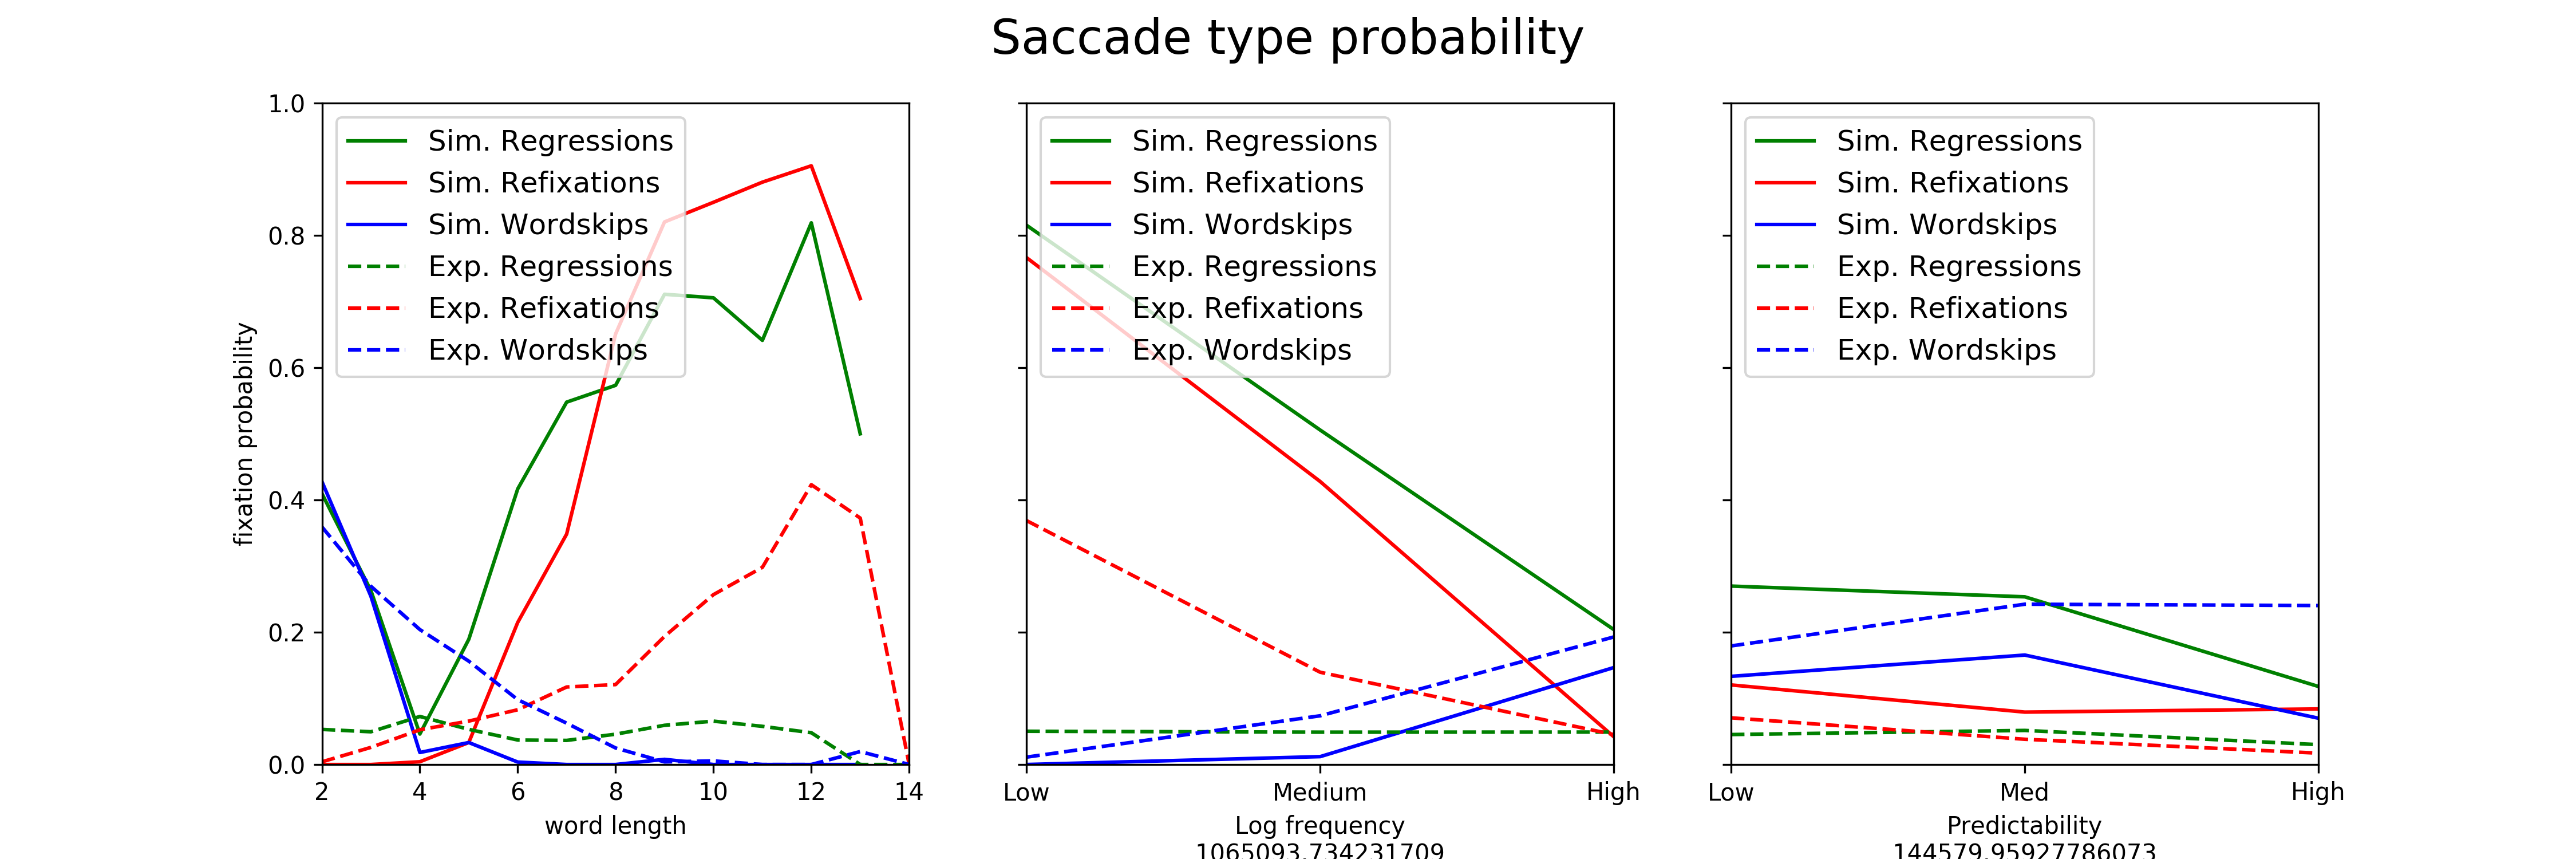 Saccade type probability
1.0
0.8
0.6
0.4
0.2
0.0
fixation probability
Sim. Regressions
Sim. Refixations
Sim. Wordskips
Exp. Regressions
Exp. Refixations
Exp. Wordskips
2 4 6 8 10 12 14
word length
Sim. Regressions
Sim. Refixations
Sim. Wordskips
Exp. Regressions
Exp. Refixations
Exp. Wordskips
Low Medium High
Log frequency
1065093.734231709
Sim. Regressions
Sim. Refixations
Sim. Wordskips
Exp. Regressions
Exp. Refixations
Exp. Wordskips
Low Med High
Predictability
144579.95927786073